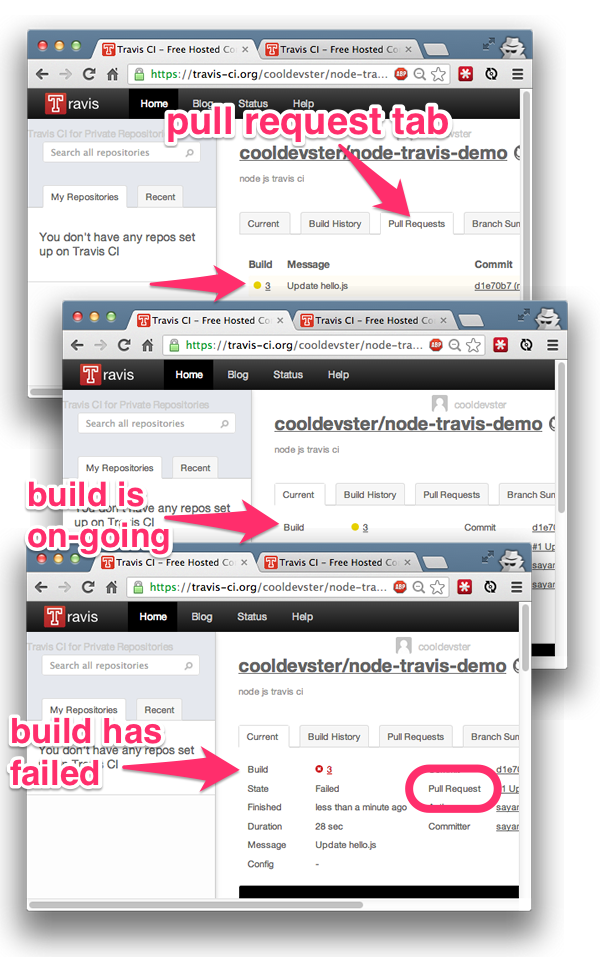 Travis CI - Free Hosted Co
Travis CI - Free Hosted Co
https://travis-ci.org/cooldevster/node-tra...
ABP
Travis
Home
Blog
Status
Help
pull request tab
Travis CI for Private Repositories
cooldevster
Search all repositories
cooldevster/node-travis-demo
node js travis ci
My Repositories
Recent
Current
Build History
Pull Requests
Branch Sum
You don't have any repos set
up on Travis CI
Build
Message
Commit
3
Update hello.js
d1e70b7 (
Travis CI - Free Hosted Co
Travis CI - Free Hosted Co
https://travis-ci.org/cooldevster/node-tra...
ABP
Travis
Home
Blog
Status
Help
Travis CI for Private Repositories
cooldevster
Search all repositories
cooldevster/node-travis-demo
node js travis ci
My Repositories
Recent
Current
Build History
Pull Requests
Branch Sum
build is
on-going
You don't have any repos set
up on Travis CI
Build
3
Commit
d1e70
#1 Up
sayar
sayar
Travis CI - Free Hosted Co
Travis CI - Free Hosted Co
https://travis-ci.org/cooldevster/node-tra...
ABP
Travis
Home
Blog
Status
Help
Travis CI for Private Repositories
cooldevster
Search all repositories
cooldevster/node-travis-demo
node js travis ci
My Repositories
Recent
Current
Build History
Pull Requests
Branch Sum
build has
failed
You don't have any repos set
up on Travis CI
Build
3
d1e70
State
Failed
Pull Request
Up
Finished
less than a minute ago
sayar
Duration
28 sec
Committer
sayar
Message
Update hello.js
Config
-